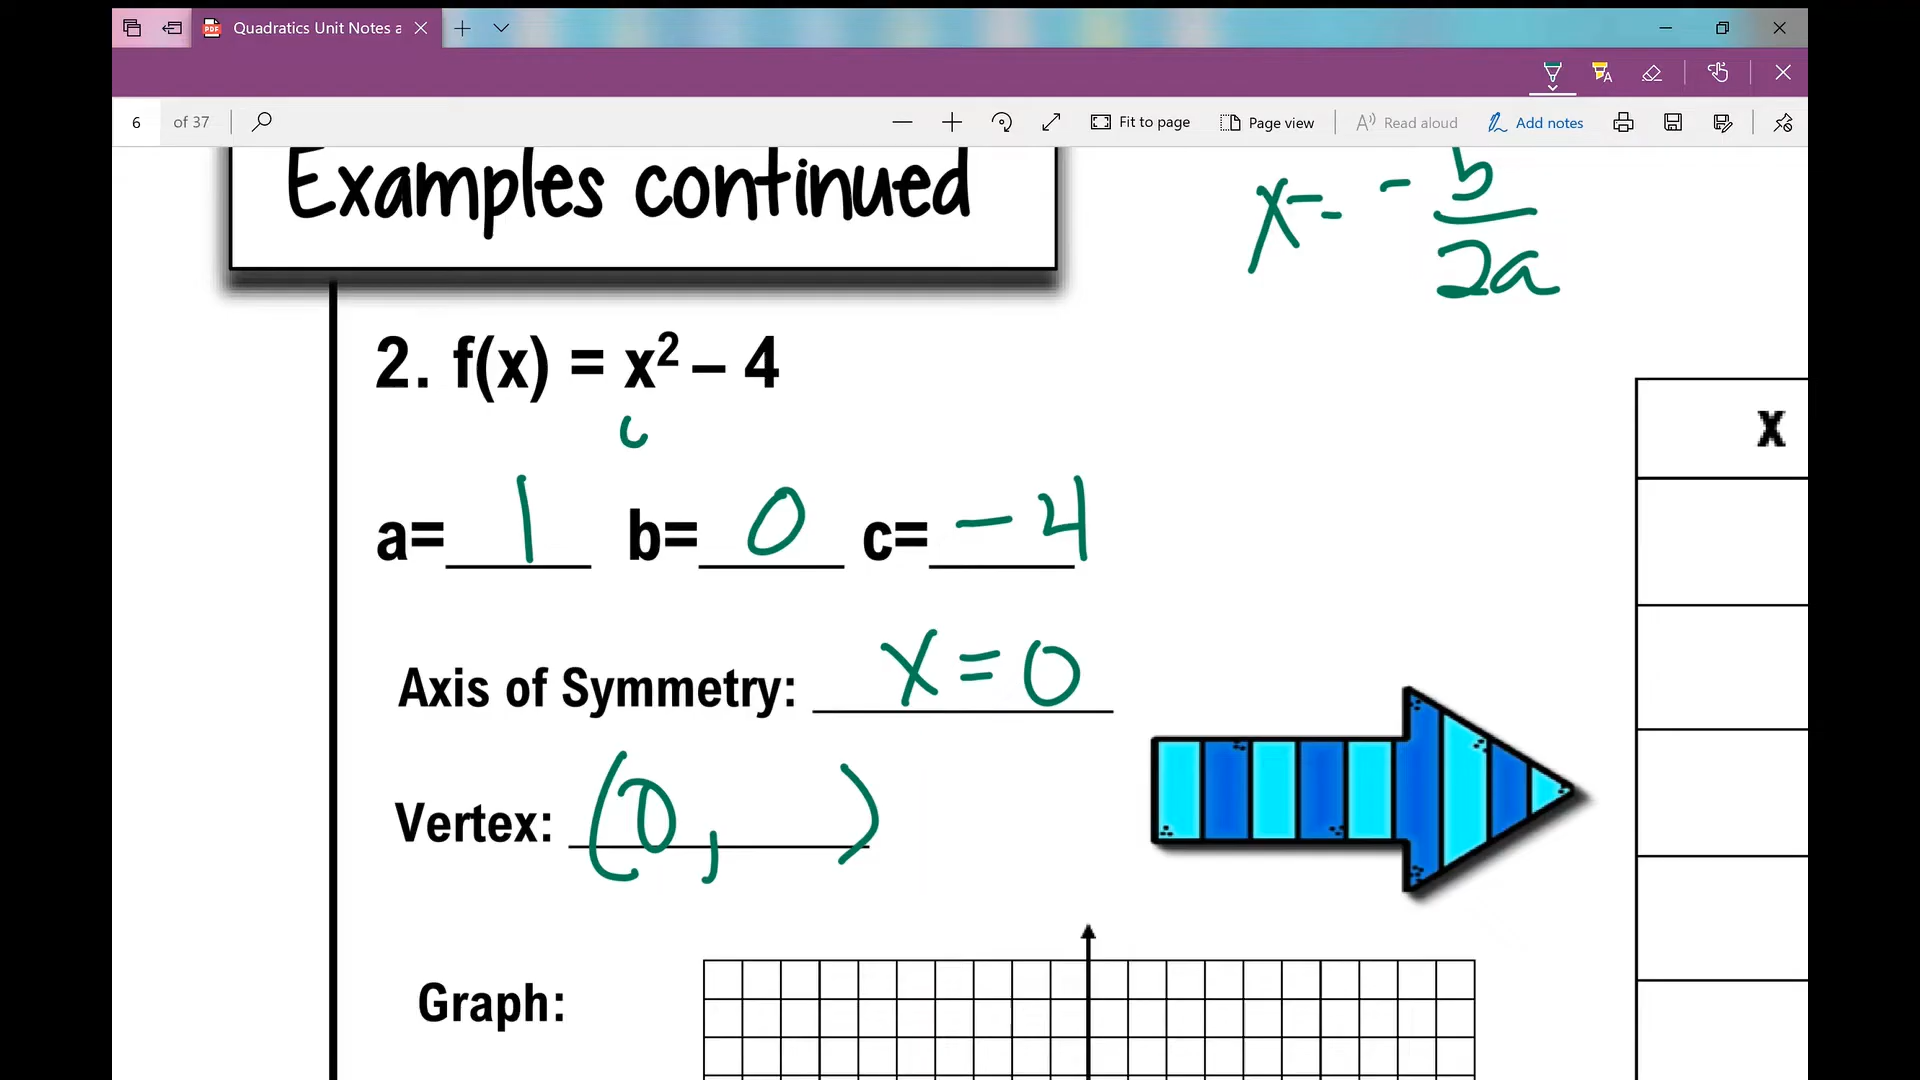 Quadratics Unit Notes a
6 of 37 Fit to page Page view Read aloud Add notes
Examples continued
x = - b
2a
2. f(x) = x² – 4
a= 1 b= 0 c= -4
x
Axis of Symmetry: x = 0
Vertex: (0, )
Graph: